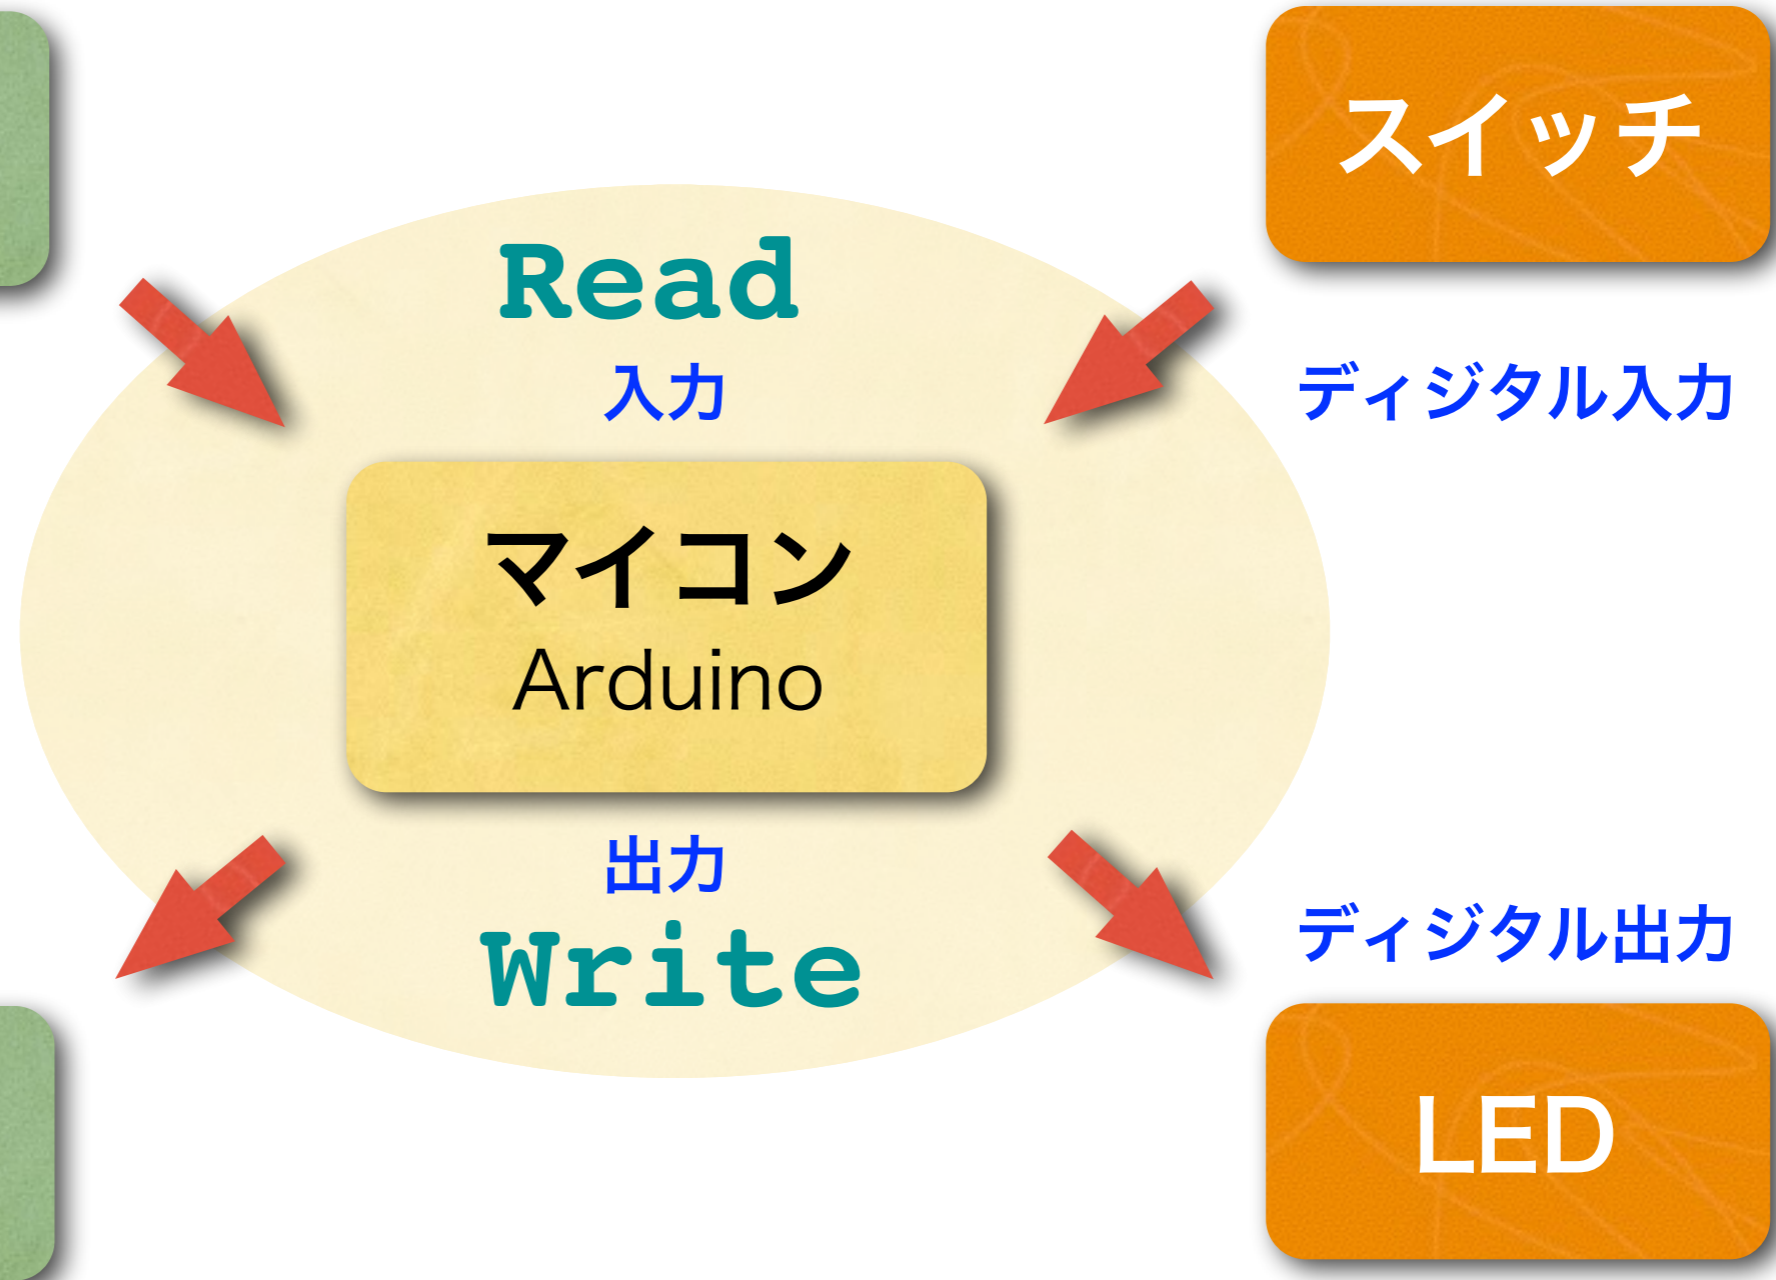 スイッチ
Read
入力
ディジタル入力
マイコン
Arduino
出力
Write
ディジタル出力
LED